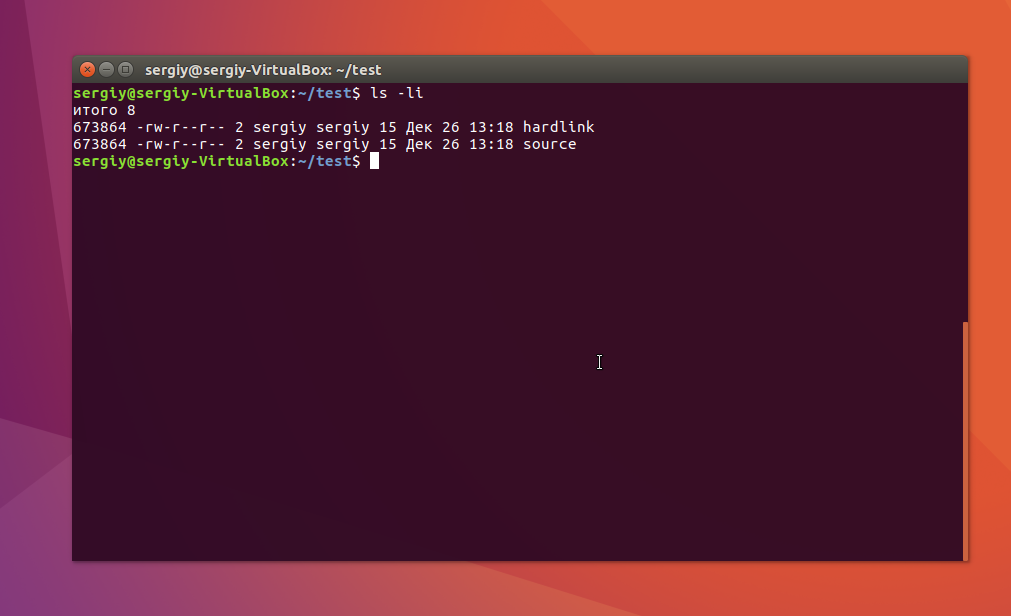 sergiy@sergiy-VirtualBox: ~/test
sergiy@sergiy-VirtualBox:~/test$ ls -li
итого 8
673864 -rw-r--r-- 2 sergiy sergiy 15 Дек 26 13:18 hardlink
673864 -rw-r--r-- 2 sergiy sergiy 15 Дек 26 13:18 source
sergiy@sergiy-VirtualBox:~/test$